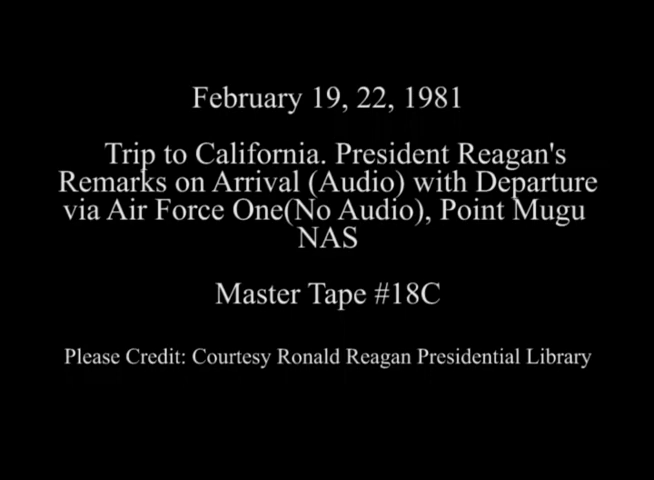 February 19, 22, 1981
Trip to California. President Reagan's
Remarks on Arrival (Audio) with Departure
via Air Force One(No Audio), Point Mugu
NAS
Master Tape #18C
Please Credit: Courtesy Ronald Reagan Presidential Library